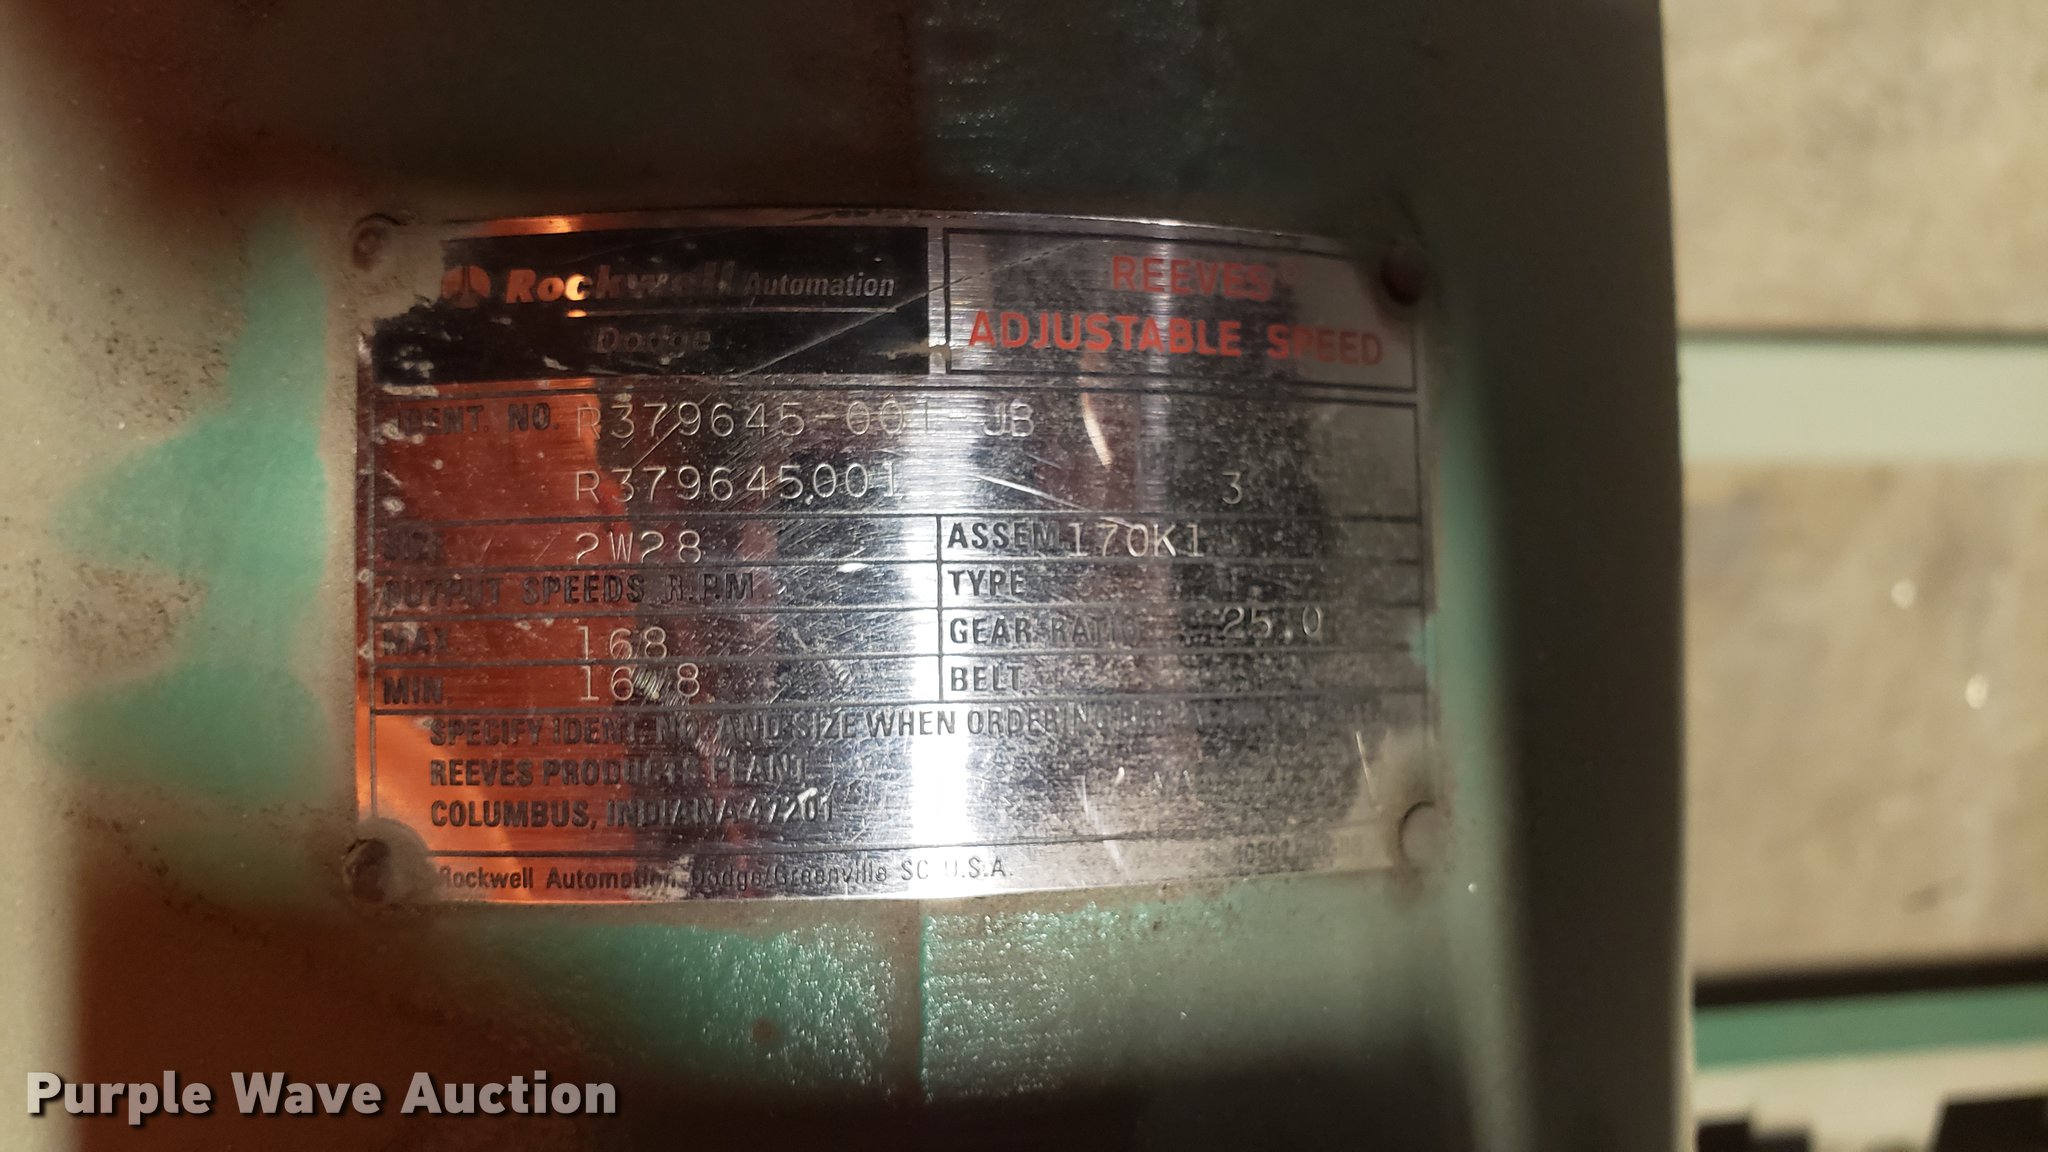 Rockwell Automation
Dodge
REEVES®
ADJUSTABLE SPEED
IDENT. NO. R379645-001-JB
R379645001 3
2W28
ASSEM. 170K1
OUTPUT SPEEDS R.P.M
TYPE
MAX 168
GEAR RATIO 25.0
MIN. 16.8
BELT
SPECIFY IDENT. NO. AND SIZE WHEN ORDERING
REEVES PRODUCTS PLANT
COLUMBUS, INDIANA 47201
Rockwell Automation, Dodge/Greenville SC U.S.A.
Purple Wave Auction